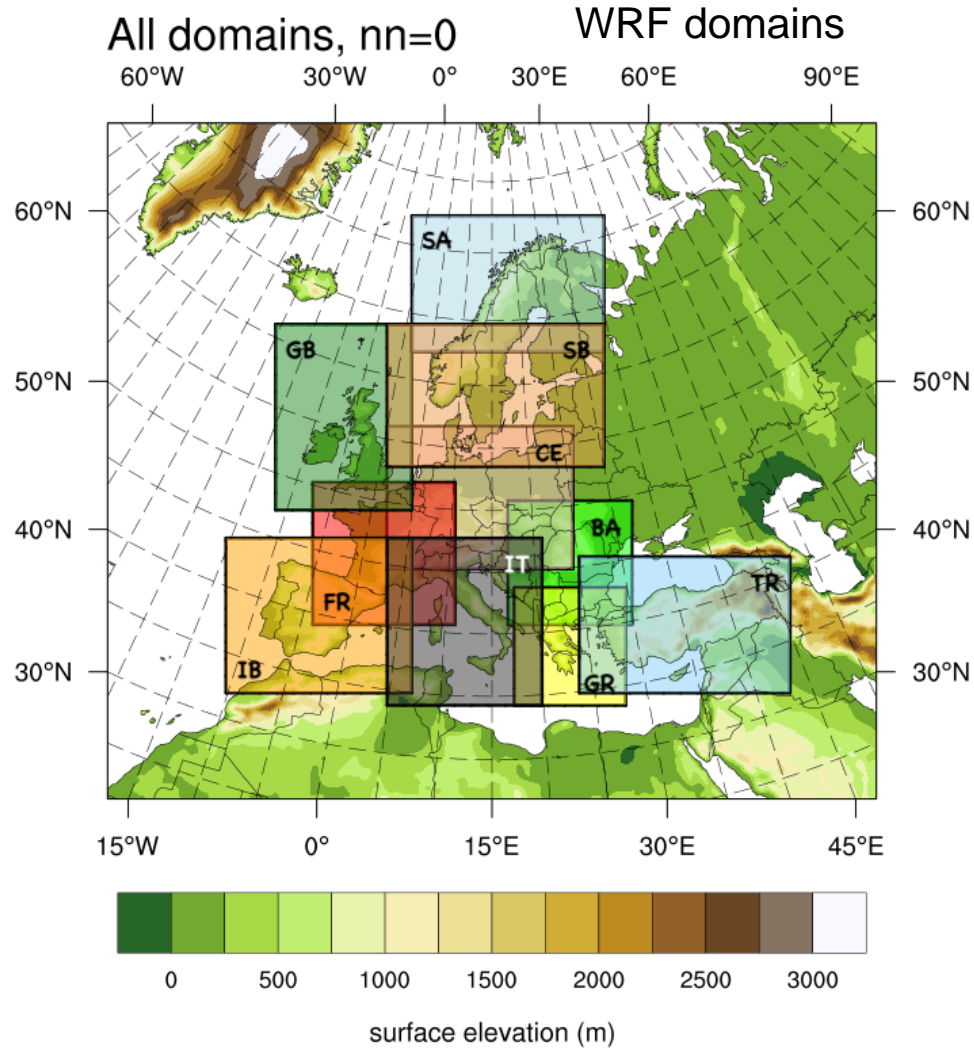 All domains, nn=0
WRF domains
60°W 30°W 0° 30°E 60°E 90°E
60°N 60°N
SA
GB
SB
50°N 50°N
CE
BA
40°N 40°N
IT
TR
FR
IB
GR
30°N 30°N
15°W 0° 15°E 30°E 45°E
0 500 1000 1500 2000 2500 3000
surface elevation (m)